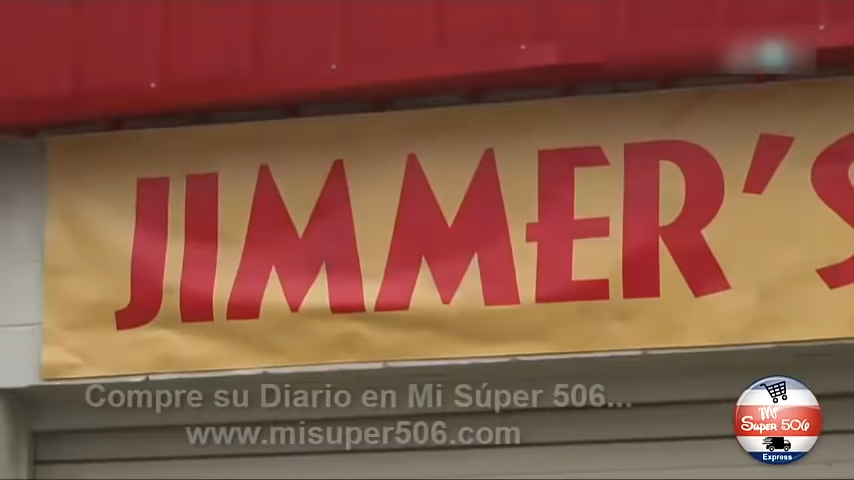 JIMMER'S
Compre su Diario en Mi Súper 506...
www.misuper506.com
Mi
Super 506
Express